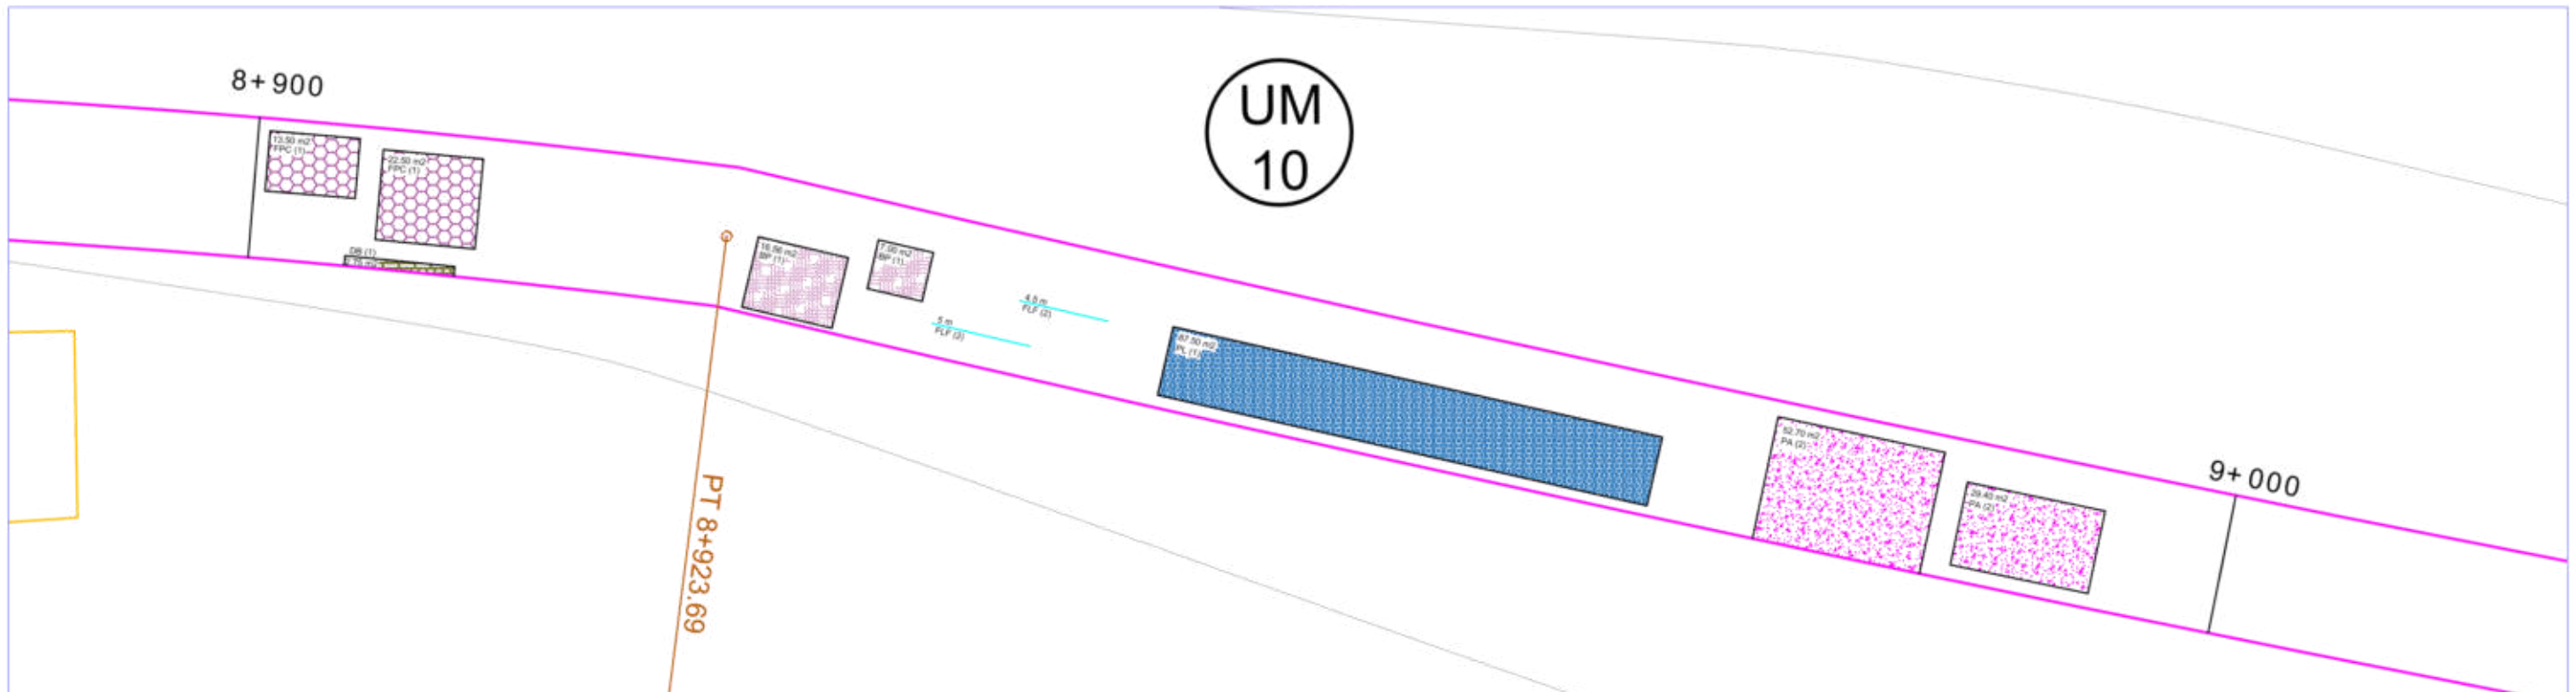 8+900
UM
10
13.50 m2
FPC (1)
22.50 m2
FPC (1)
DB (1)
16.56 m2
BP (1)
7.00 m2
BP (1)
4.5 m
FLF (2)
5 m
FLF (2)
87.50 m2
PL (1)
52.70 m2
PA (2)
29.40 m2
PA (2)
9+000
PT 8+923.69